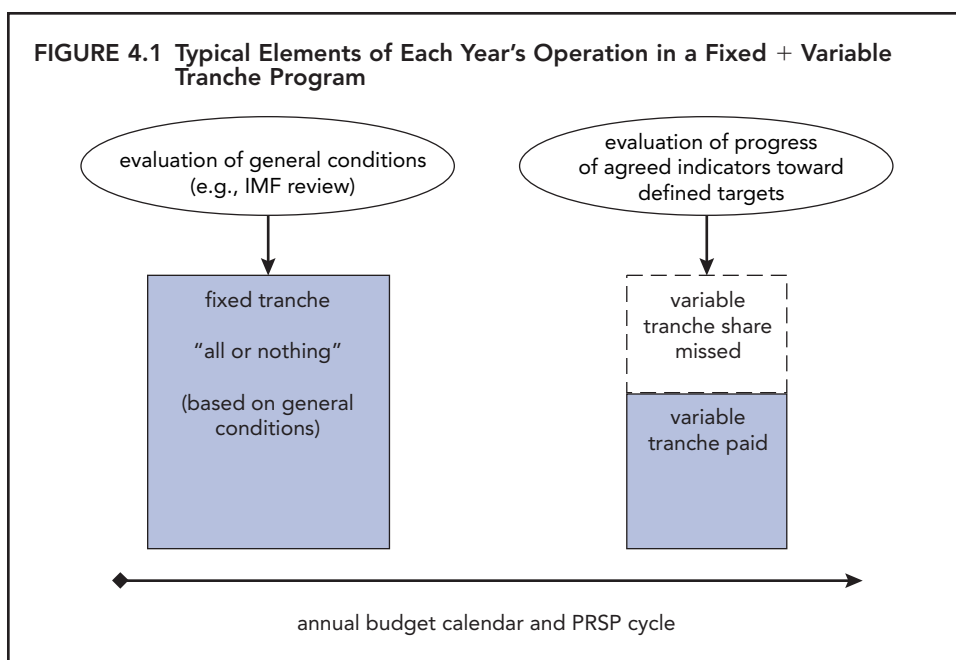 FIGURE 4.1 Typical Elements of Each Year’s Operation in a Fixed + Variable
Tranche Program
evaluation of general conditions
(e.g., IMF review)
evaluation of progress
of agreed indicators toward
defined targets
fixed tranche
“all or nothing”
(based on general
conditions)
variable
tranche share
missed
variable
tranche paid
annual budget calendar and PRSP cycle